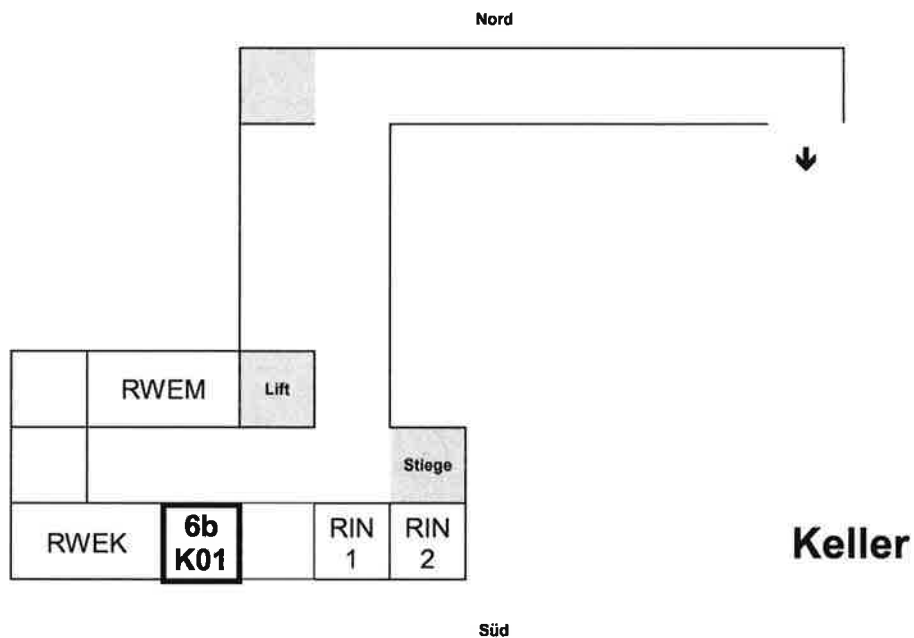 Nord
RWEM
Lift
Stiege
RWEK
6b
K01
RIN
1
RIN
2
Keller
Süd